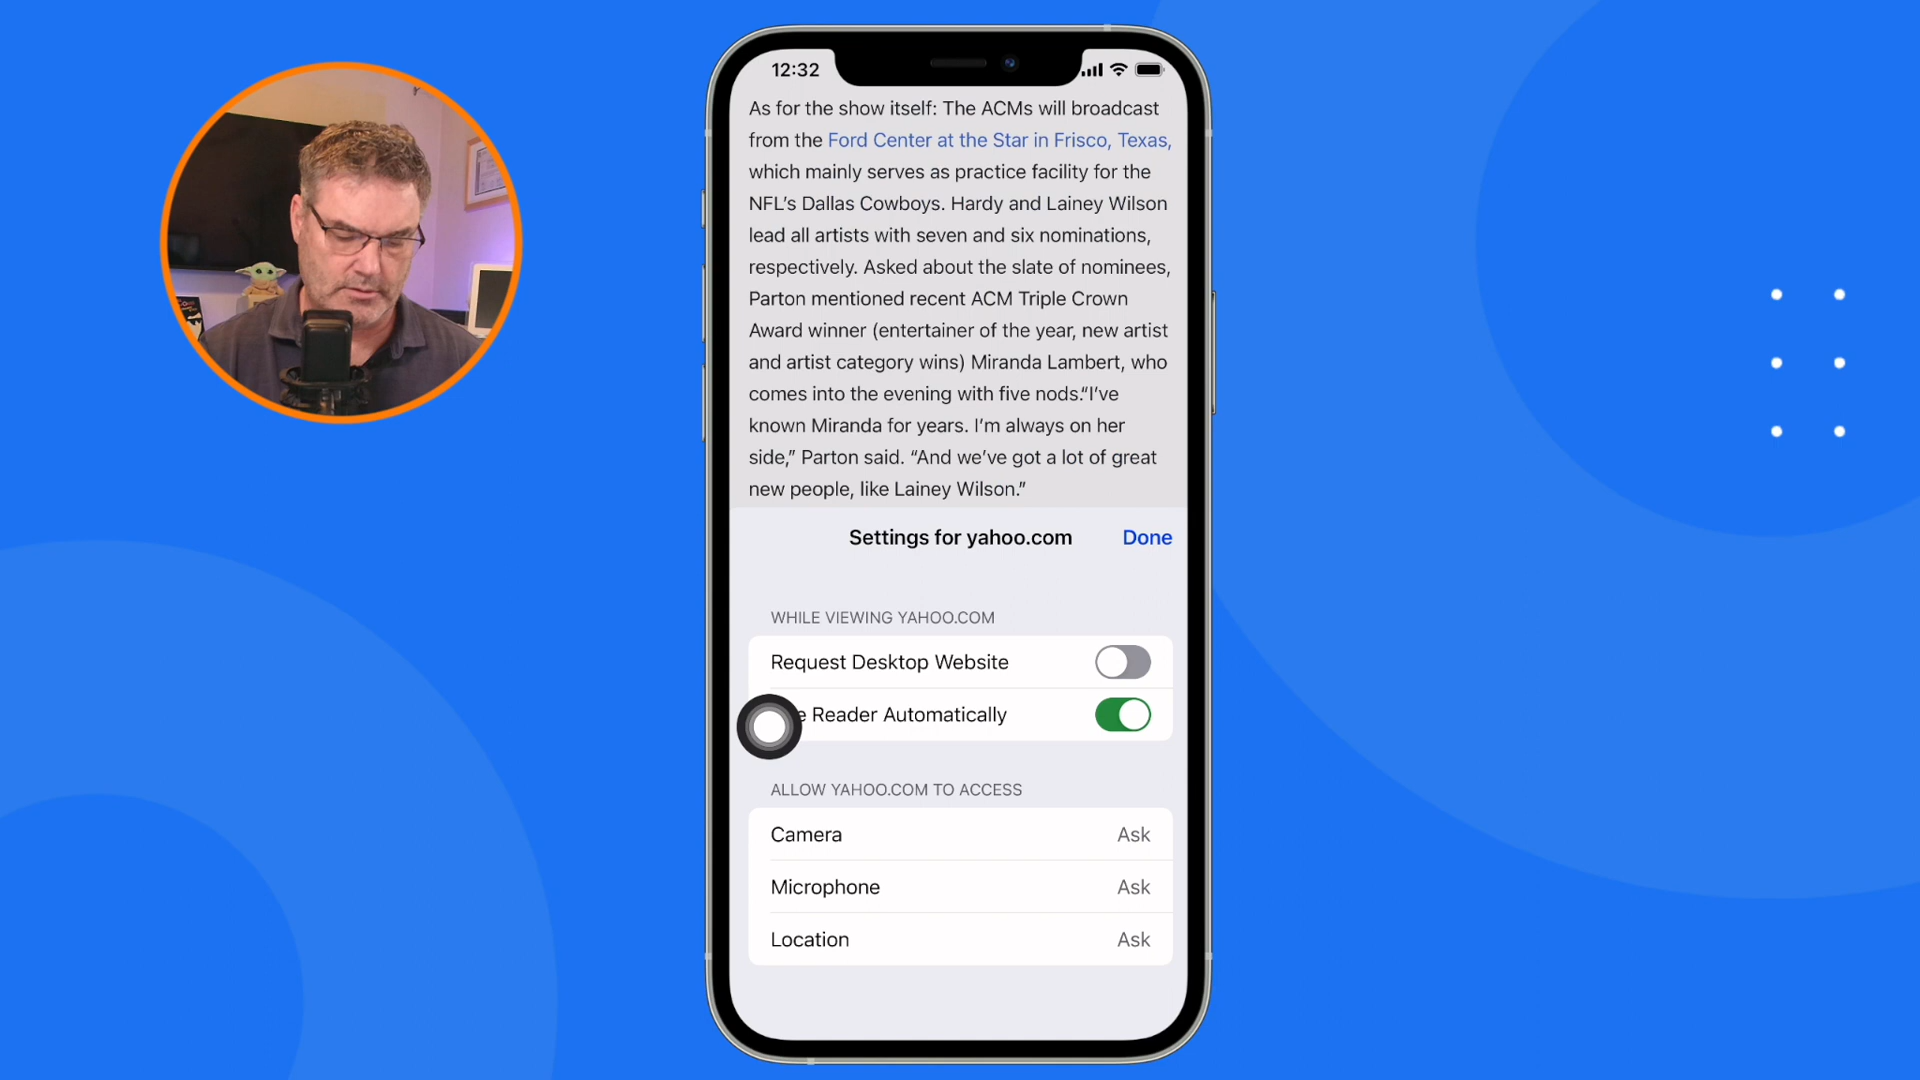 12:32
As for the show itself: The ACMs will broadcast
from the Ford Center at the Star in Frisco, Texas,
which mainly serves as practice facility for the
NFL's Dallas Cowboys. Hardy and Lainey Wilson
lead all artists with seven and six nominations,
respectively. Asked about the slate of nominees,
Parton mentioned recent ACM Triple Crown
Award winner (entertainer of the year, new artist
and artist category wins) Miranda Lambert, who
comes into the evening with five nods.“I’ve
known Miranda for years. I’m always on her
side,” Parton said. “And we’ve got a lot of great
new people, like Lainey Wilson.”
Settings for yahoo.com Done
WHILE VIEWING YAHOO.COM
Request Desktop Website
Reader Automatically
ALLOW YAHOO.COM TO ACCESS
Camera Ask
Microphone Ask
Location Ask